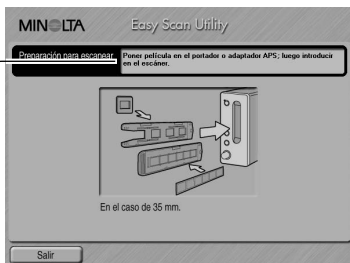 MINOLTA
Easy Scan Utility
Preparación para escanear
Poner película en el portador o adaptador APS; luego introducir
en el escáner.
En el caso de 35 mm.
Salir